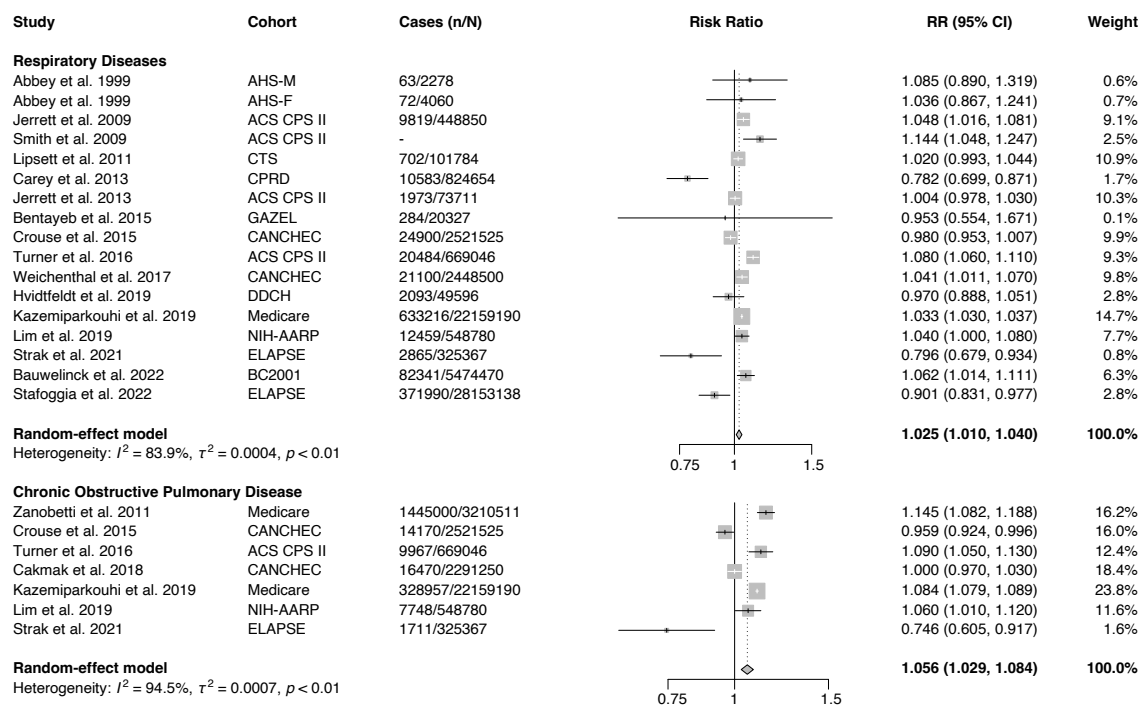 Study Cohort Cases (n/N) Risk Ratio RR (95% CI) Weight
Respiratory Diseases
Abbey et al. 1999 AHS-M 63/2278 1.085 (0.890, 1.319) 0.6%
Abbey et al. 1999 AHS-F 72/4060 1.036 (0.867, 1.241) 0.7%
Jerrett et al. 2009 ACS CPS II 9819/448850 1.048 (1.016, 1.081) 9.1%
Smith et al. 2009 ACS CPS II - 1.144 (1.048, 1.247) 2.5%
Lipsett et al. 2011 CTS 702/101784 1.020 (0.993, 1.044) 10.9%
Carey et al. 2013 CPRD 10583/824654 0.782 (0.699, 0.871) 1.7%
Jerrett et al. 2013 ACS CPS II 1973/73711 1.004 (0.978, 1.030) 10.3%
Bentayeb et al. 2015 GAZEL 284/20327 0.953 (0.554, 1.671) 0.1%
Crouse et al. 2015 CANCHEC 24900/2521525 0.980 (0.953, 1.007) 9.9%
Turner et al. 2016 ACS CPS II 20484/669046 1.080 (1.060, 1.110) 9.3%
Weichenthal et al. 2017 CANCHEC 21100/2448500 1.041 (1.011, 1.070) 9.8%
Hvidtfeldt et al. 2019 DDCH 2093/49596 0.970 (0.888, 1.051) 2.8%
Kazemiparkouhi et al. 2019 Medicare 633216/22159190 1.033 (1.030, 1.037) 14.7%
Lim et al. 2019 NIH-AARP 12459/548780 1.040 (1.000, 1.080) 7.7%
Strak et al. 2021 ELAPSE 2865/325367 0.796 (0.679, 0.934) 0.8%
Bauwelinck et al. 2022 BC2001 82341/5474470 1.062 (1.014, 1.111) 6.3%
Stafoggia et al. 2022 ELAPSE 371990/28153138 0.901 (0.831, 0.977) 2.8%
Random-effect model 1.025 (1.010, 1.040) 100.0%
Heterogeneity: I² = 83.9%, τ² = 0.0004, p < 0.01
0.75 1 1.5
Chronic Obstructive Pulmonary Disease
Zanobetti et al. 2011 Medicare 1445000/3210511 1.145 (1.082, 1.188) 16.2%
Crouse et al. 2015 CANCHEC 14170/2521525 0.959 (0.924, 0.996) 16.0%
Turner et al. 2016 ACS CPS II 9967/669046 1.090 (1.050, 1.130) 12.4%
Cakmak et al. 2018 CANCHEC 16470/2291250 1.000 (0.970, 1.030) 18.4%
Kazemiparkouhi et al. 2019 Medicare 328957/22159190 1.084 (1.079, 1.089) 23.8%
Lim et al. 2019 NIH-AARP 7748/548780 1.060 (1.010, 1.120) 11.6%
Strak et al. 2021 ELAPSE 1711/325367 0.746 (0.605, 0.917) 1.6%
Random-effect model 1.056 (1.029, 1.084) 100.0%
Heterogeneity: I² = 94.5%, τ² = 0.0007, p < 0.01
0.75 1 1.5